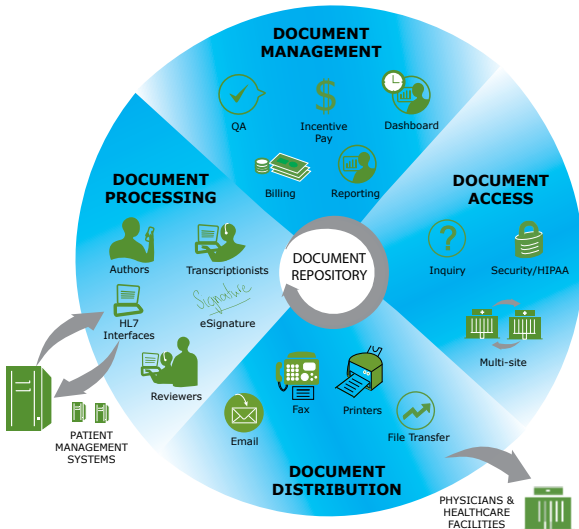 DOCUMENT
MANAGEMENT
QA
Incentive
Pay
Dashboard
Billing
Reporting
DOCUMENT
PROCESSING
Authors
Transcriptionists
HL7
Interfaces
Signature
eSignature
Reviewers
DOCUMENT
REPOSITORY
DOCUMENT
ACCESS
Inquiry
Security/HIPAA
Multi-site
Fax
Printers
Email
File Transfer
DOCUMENT
DISTRIBUTION
PATIENT
MANAGEMENT
SYSTEMS
PHYSICIANS &
HEALTHCARE
FACILITIES